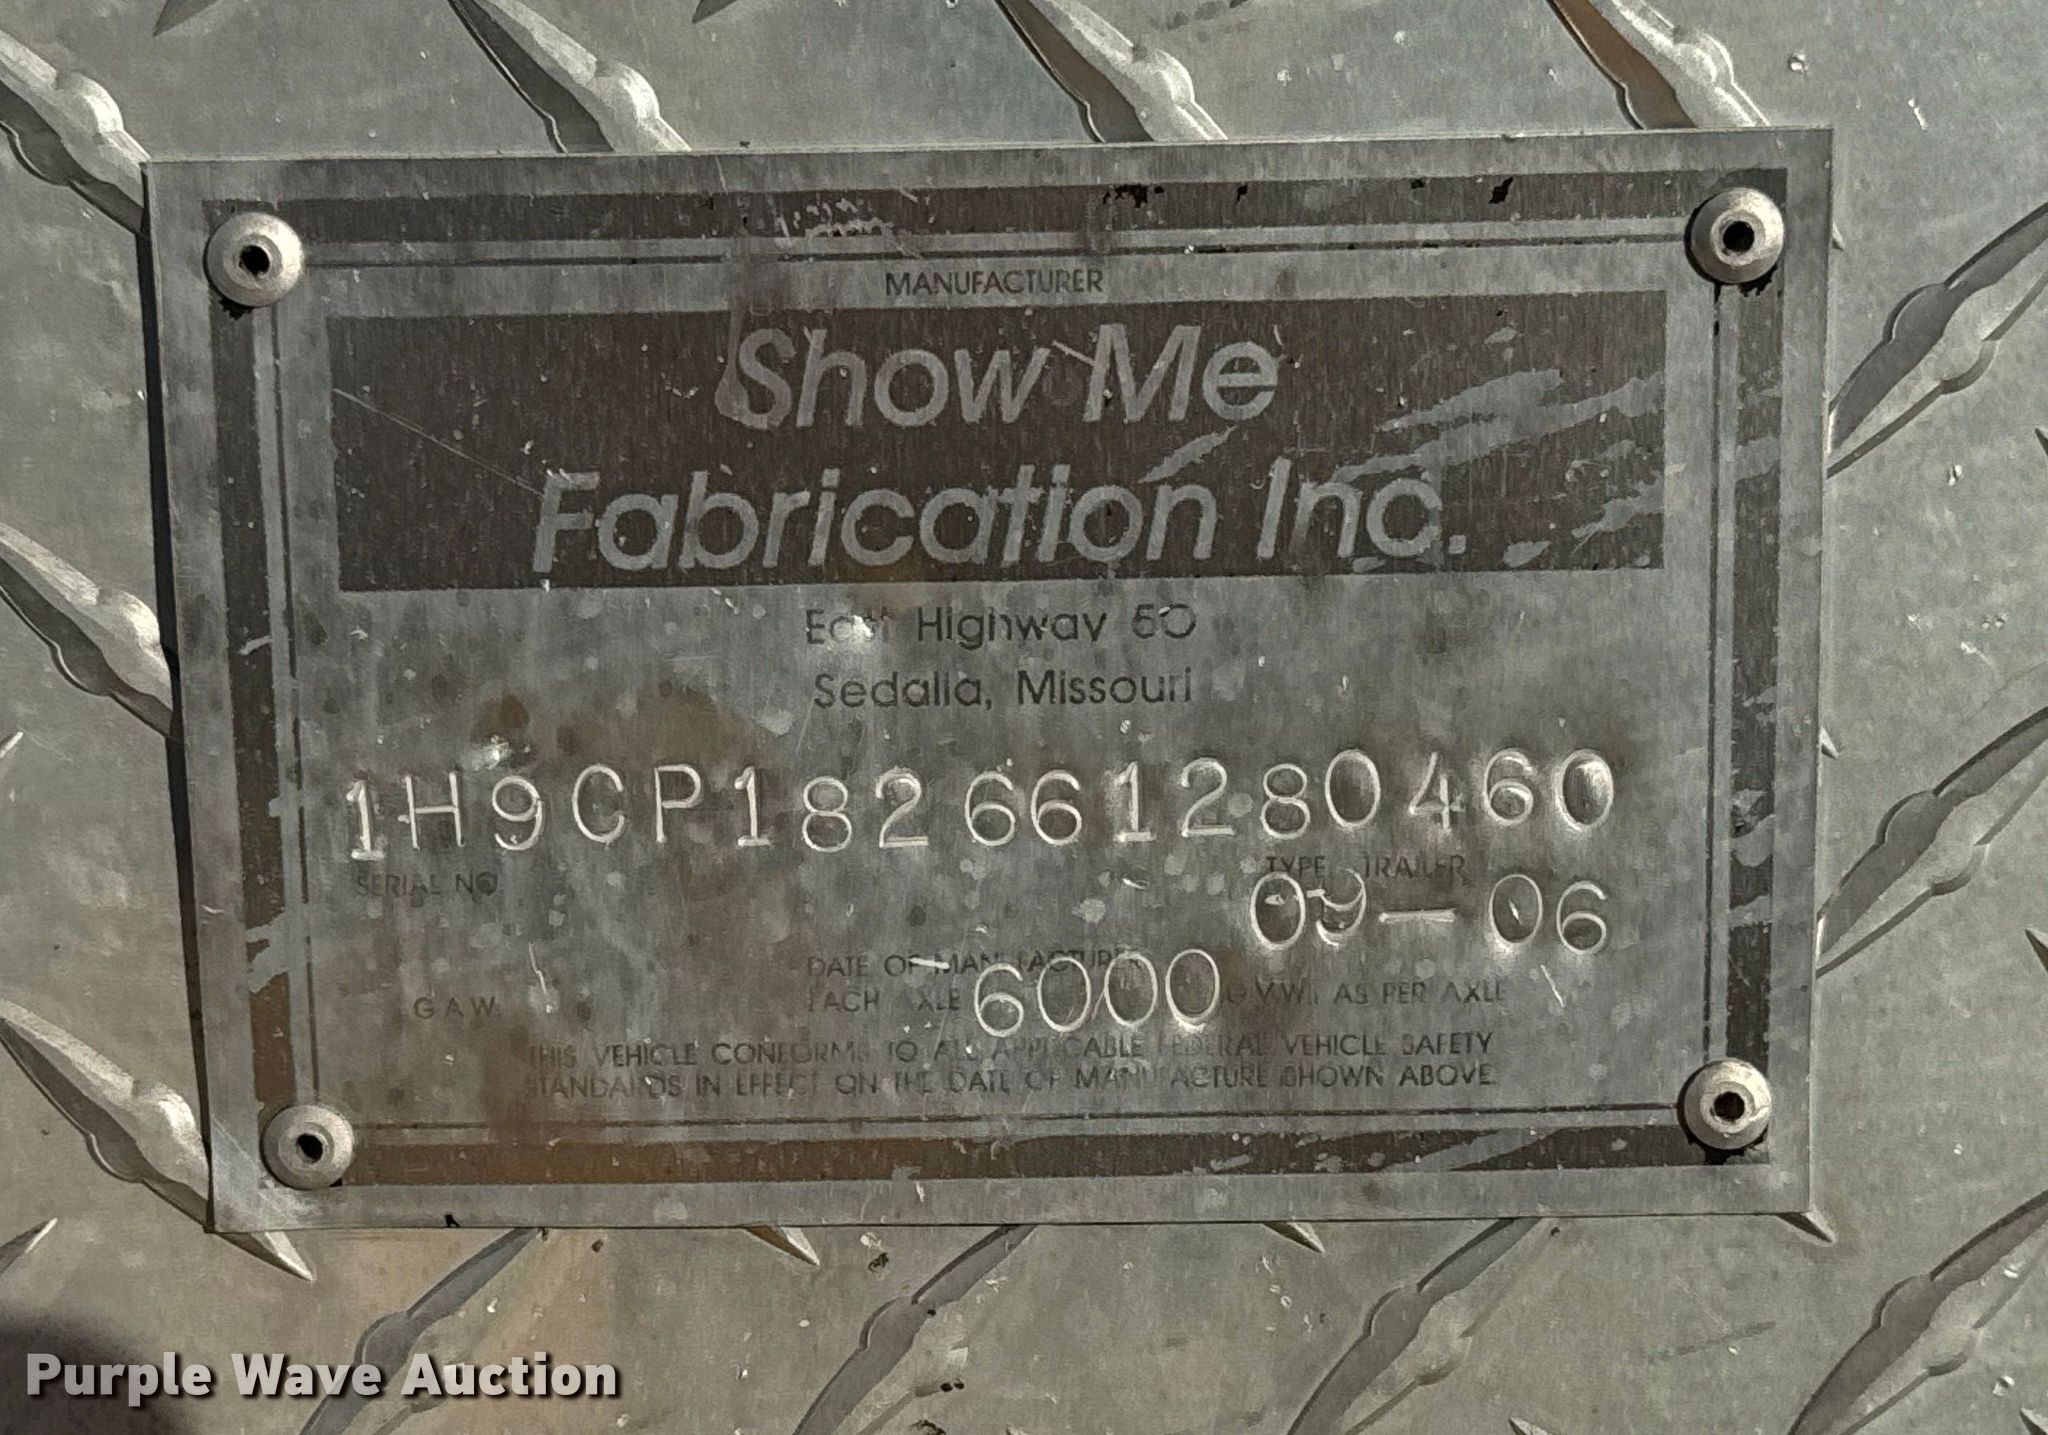 MANUFACTURER
Show Me
Fabrication Inc.
East Highway 50
Sedalia, Missouri
1H9CP182661280460
SERIAL NO.
TYPE TRAILER
09-06
DATE OF MANUFACTURE
G A W
EACH AXLE 6000 G.V.W. AS PER AXLE
THIS VEHICLE CONFORMS TO ALL APPLICABLE FEDERAL VEHICLE SAFETY
STANDARDS IN EFFECT ON THE DATE OF MANUFACTURE SHOWN ABOVE.
Purple Wave Auction